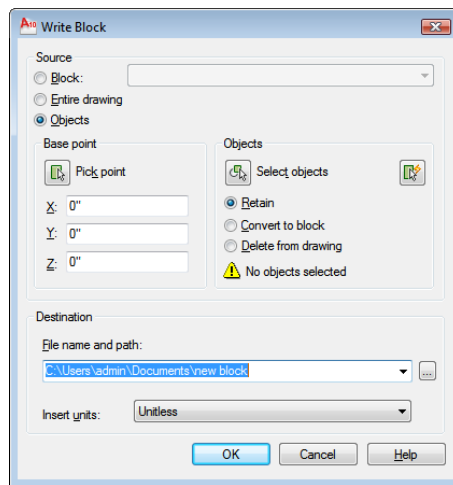 A10 Write Block
Source
Block:
Entire drawing
Objects
Base point
Pick point
X: 0"
Y: 0"
Z: 0"
Objects
Select objects
Retain
Convert to block
Delete from drawing
No objects selected
Destination
File name and path:
C:\Users\admin\Documents\new block
...
Insert units: Unitless
OK Cancel Help